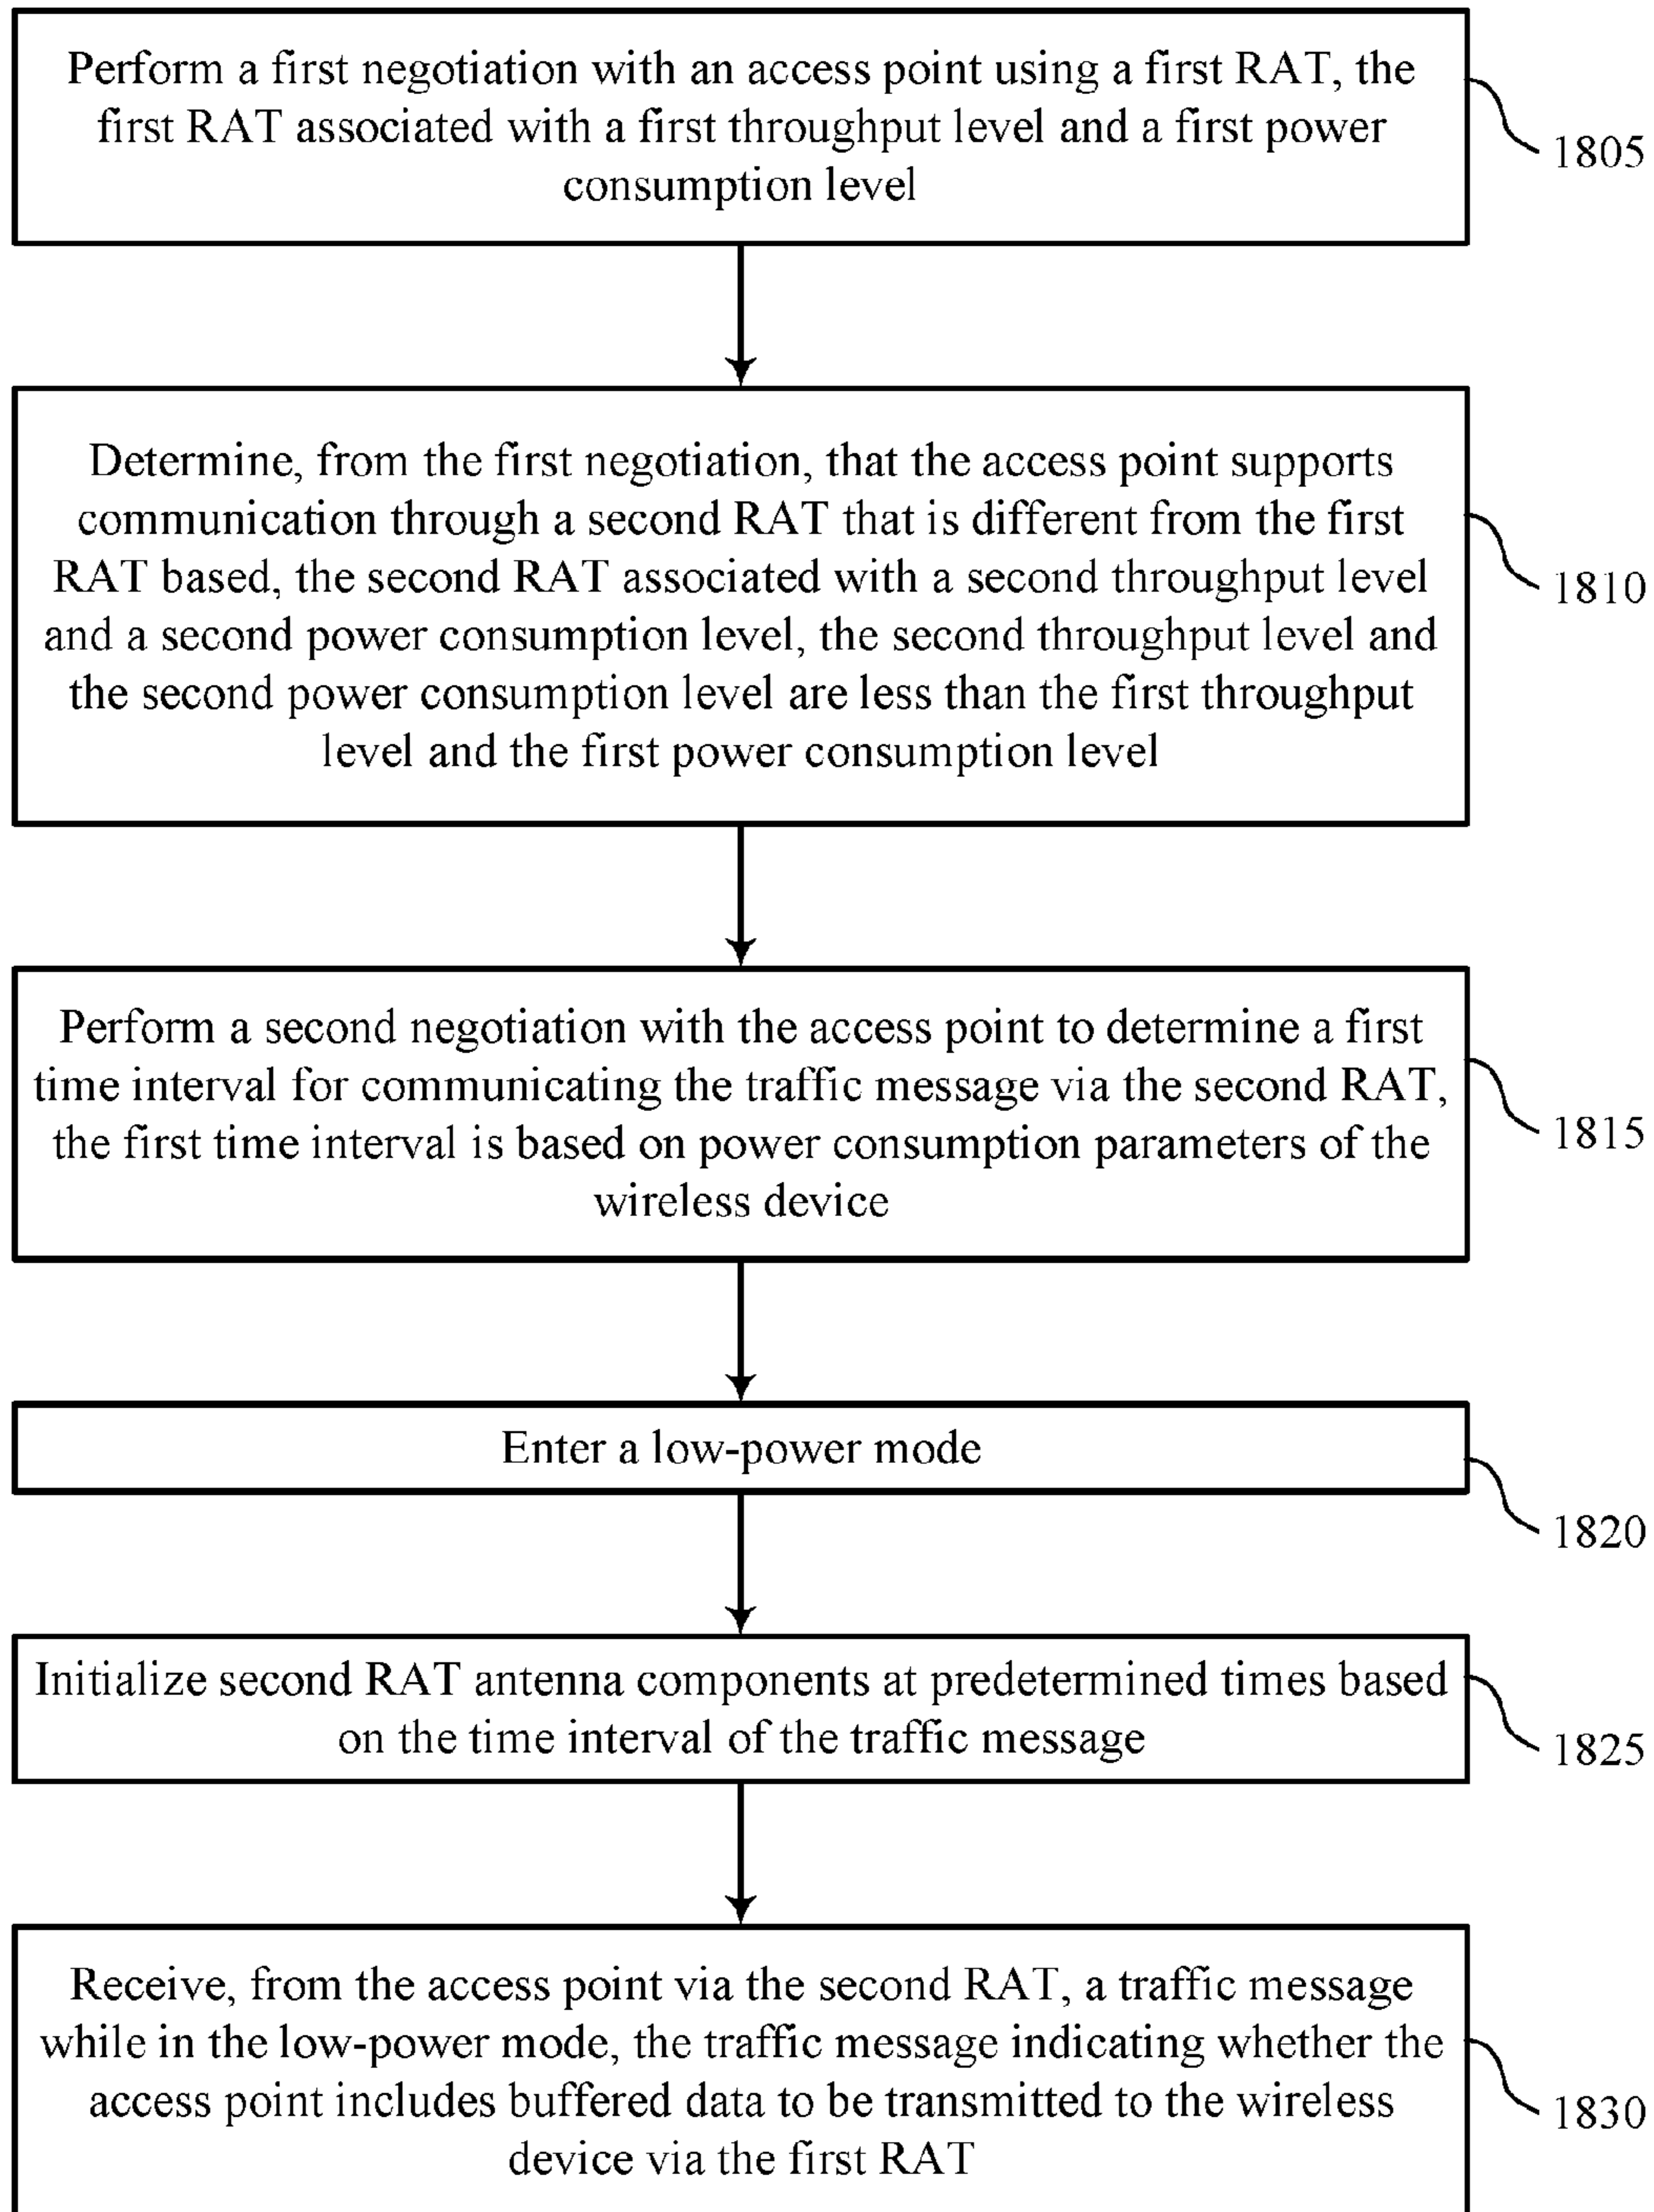 Perform a first negotiation with an access point using a first RAT, the
first RAT associated with a first throughput level and a first power
consumption level
1805
Determine, from the first negotiation, that the access point supports
communication through a second RAT that is different from the first
RAT based, the second RAT associated with a second throughput level
and a second power consumption level, the second throughput level and
the second power consumption level are less than the first throughput
level and the first power consumption level
1810
Perform a second negotiation with the access point to determine a first
time interval for communicating the traffic message via the second RAT,
the first time interval is based on power consumption parameters of the
wireless device
1815
Enter a low-power mode
1820
Initialize second RAT antenna components at predetermined times based
on the time interval of the traffic message
1825
Receive, from the access point via the second RAT, a traffic message
while in the low-power mode, the traffic message indicating whether the
access point includes buffered data to be transmitted to the wireless
device via the first RAT
1830